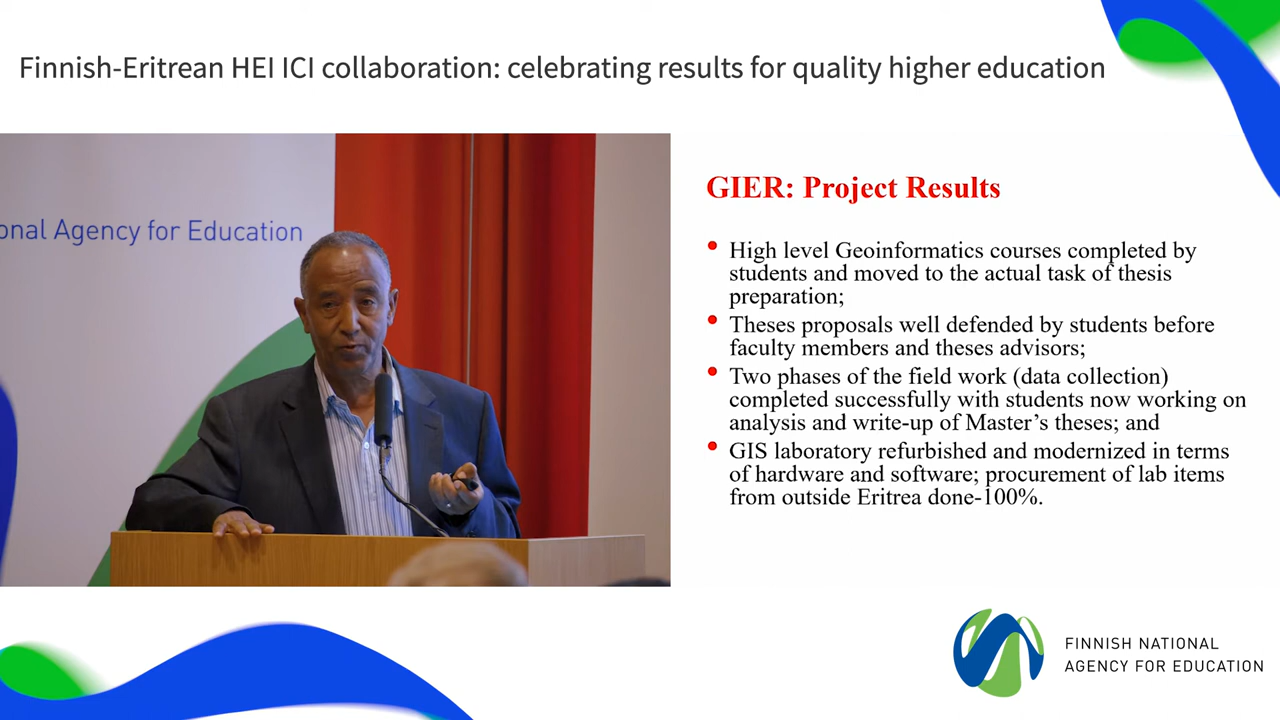 Finnish-Eritrean HEI ICI collaboration: celebrating results for quality higher education
onal Agency for Education
GIER: Project Results
• High level Geoinformatics courses completed by
students and moved to the actual task of thesis
preparation;
• Theses proposals well defended by students before
faculty members and theses advisors;
• Two phases of the field work (data collection)
completed successfully with students now working on
analysis and write-up of Master's theses; and
• GIS laboratory refurbished and modernized in terms
of hardware and software; procurement of lab items
from outside Eritrea done-100%.
FINNISH NATIONAL
AGENCY FOR EDUCATION